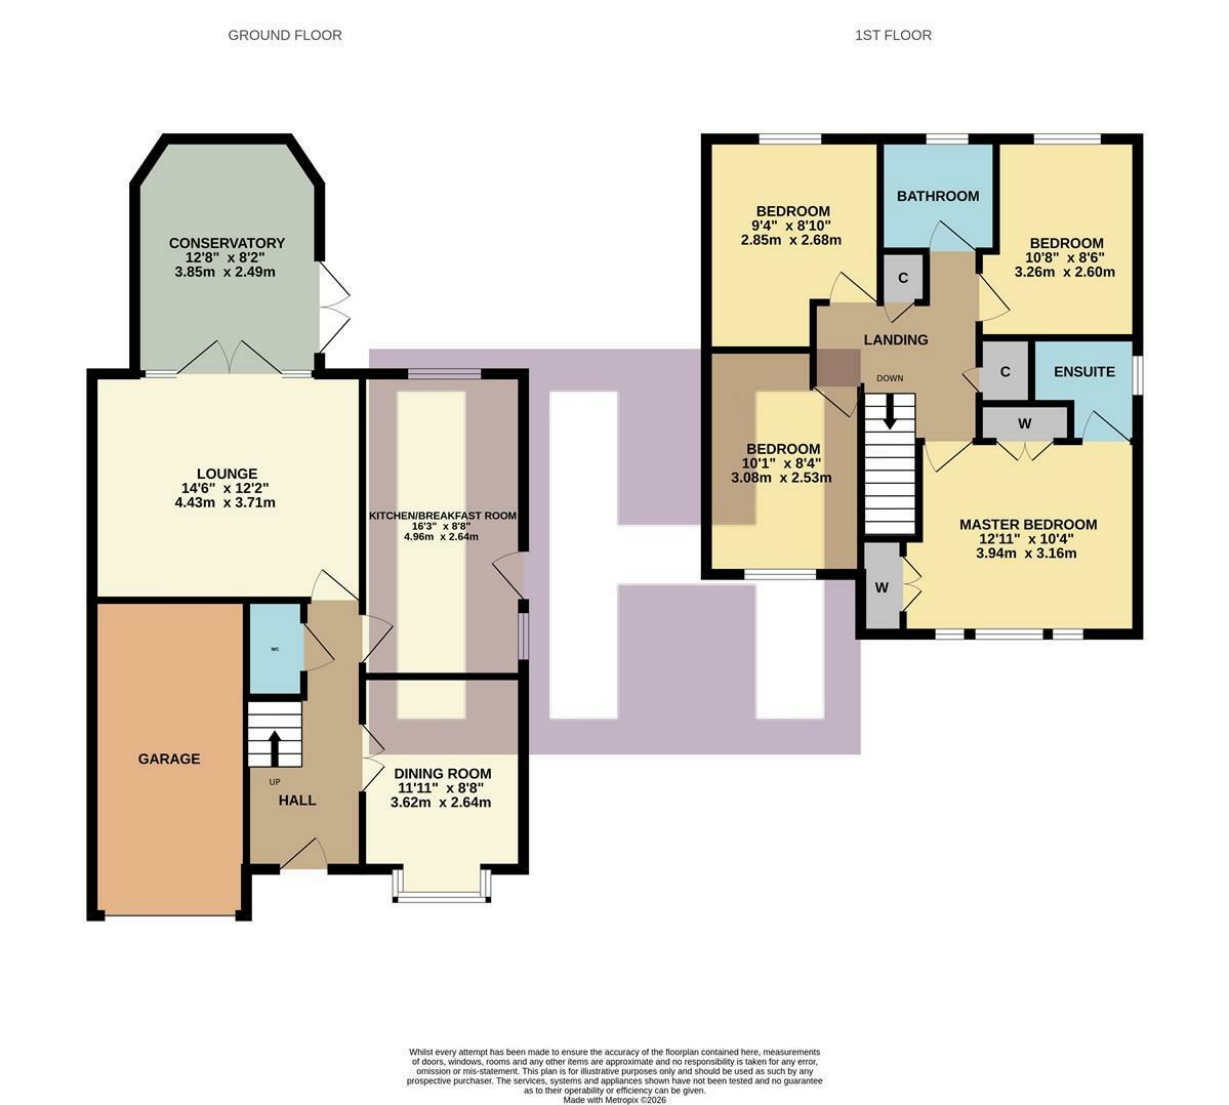 GROUND FLOOR
1ST FLOOR
CONSERVATORY
12'8" x 8'2"
3.85m x 2.49m
LOUNGE
14'6" x 12'2"
4.43m x 3.71m
KITCHEN/BREAKFAST ROOM
16'3" x 8'8"
4.96m x 2.64m
WC
GARAGE
UP
HALL
DINING ROOM
11'11" x 8'8"
3.62m x 2.64m
BEDROOM
9'4" x 8'10"
2.85m x 2.68m
BATHROOM
BEDROOM
10'8" x 8'6"
3.26m x 2.60m
C
LANDING
DOWN
C
ENSUITE
W
BEDROOM
10'1" x 8'4"
3.08m x 2.53m
MASTER BEDROOM
12'11" x 10'4"
3.94m x 3.16m
W
Whilst every attempt has been made to ensure the accuracy of the floorplan contained here, measurements
of doors, windows, rooms and any other items are approximate and no responsibility is taken for any error,
omission or mis-statement. This plan is for illustrative purposes only and should be used as such by any
prospective purchaser. The services, systems and appliances shown have not been tested and no guarantee
as to their operability or efficiency can be given.
Made with Metropix ©2026